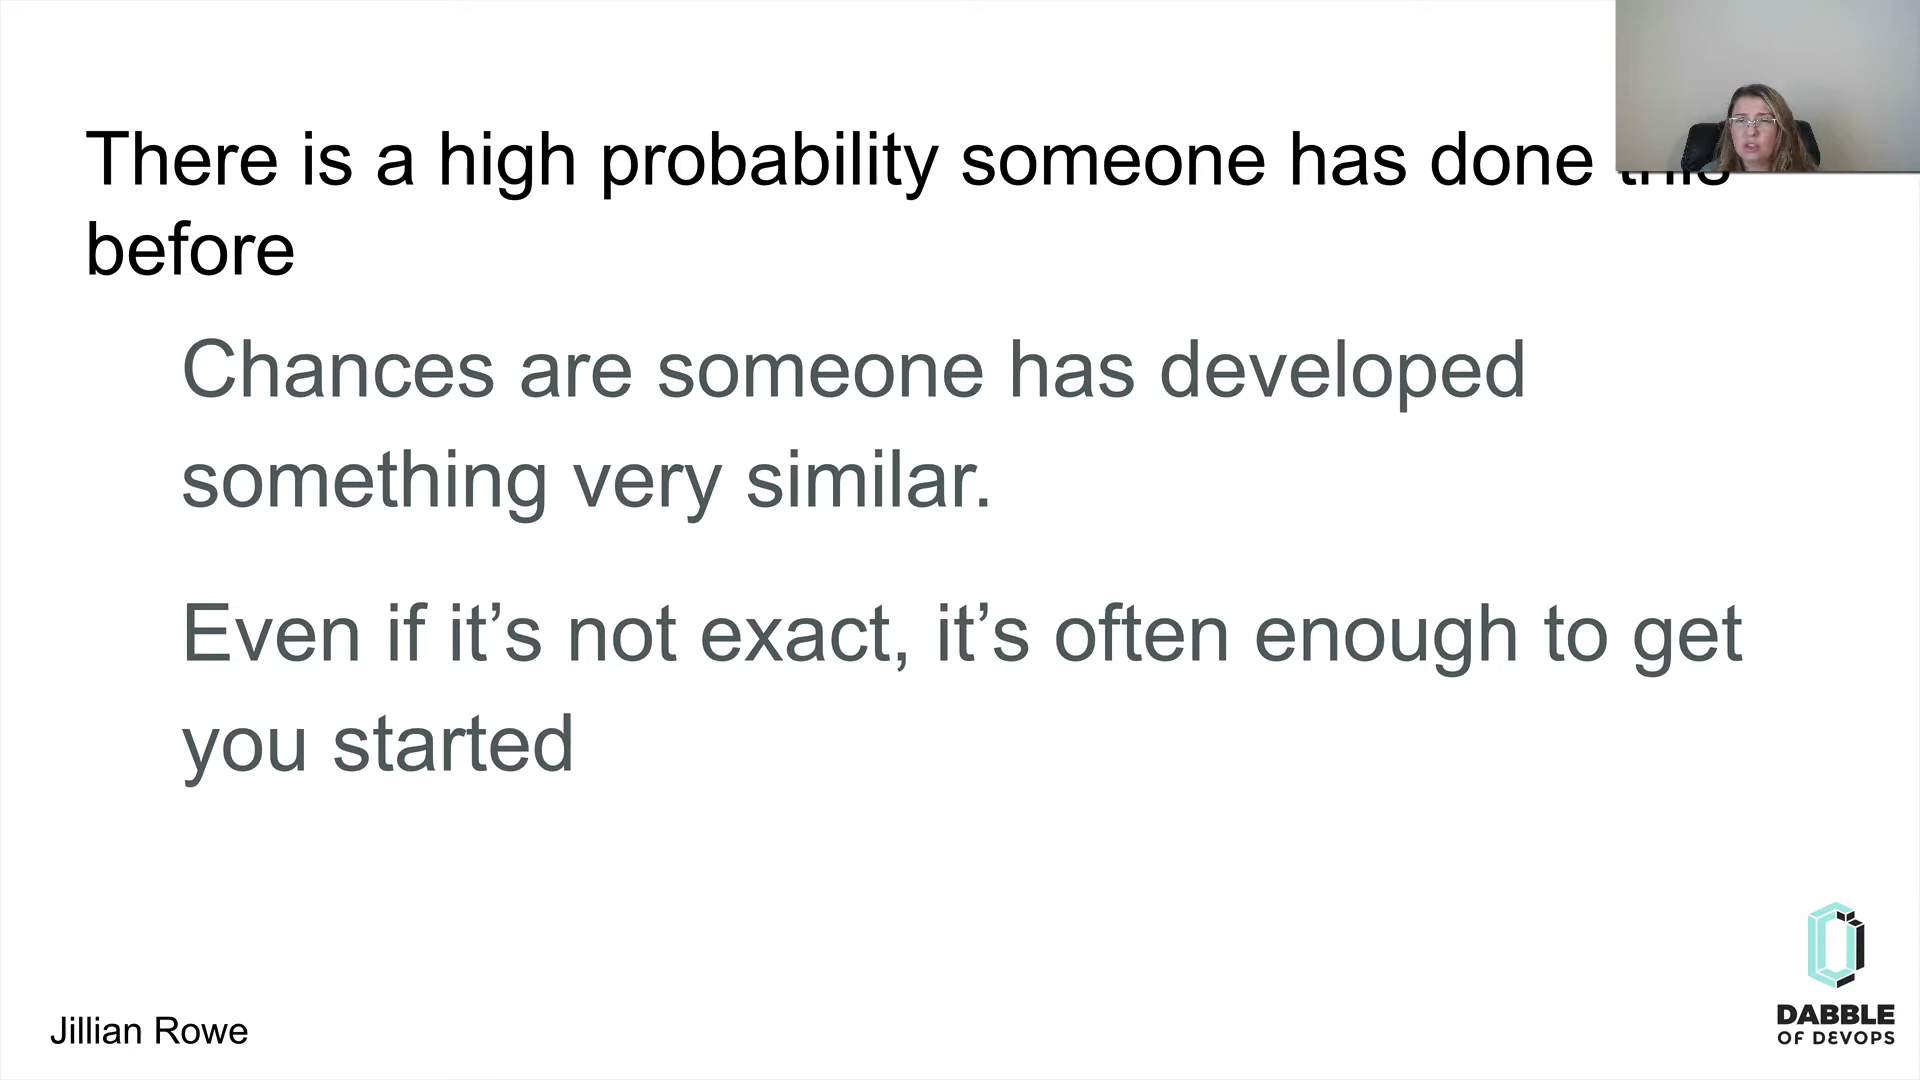 There is a high probability someone has done this
before
Chances are someone has developed
something very similar.
Even if it’s not exact, it’s often enough to get
you started
Jillian Rowe
DABBLE
OF DEVOPS